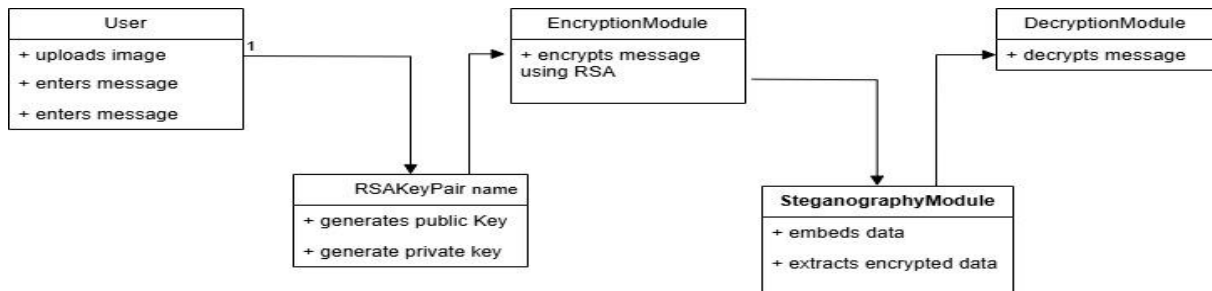 User
+ uploads image
+ enters message
+ enters message
1
EncryptionModule
+ encrypts message
using RSA
DecryptionModule
+ decrypts message
RSAKeyPair name
+ generates public Key
+ generate private key
SteganographyModule
+ embeds data
+ extracts encrypted data